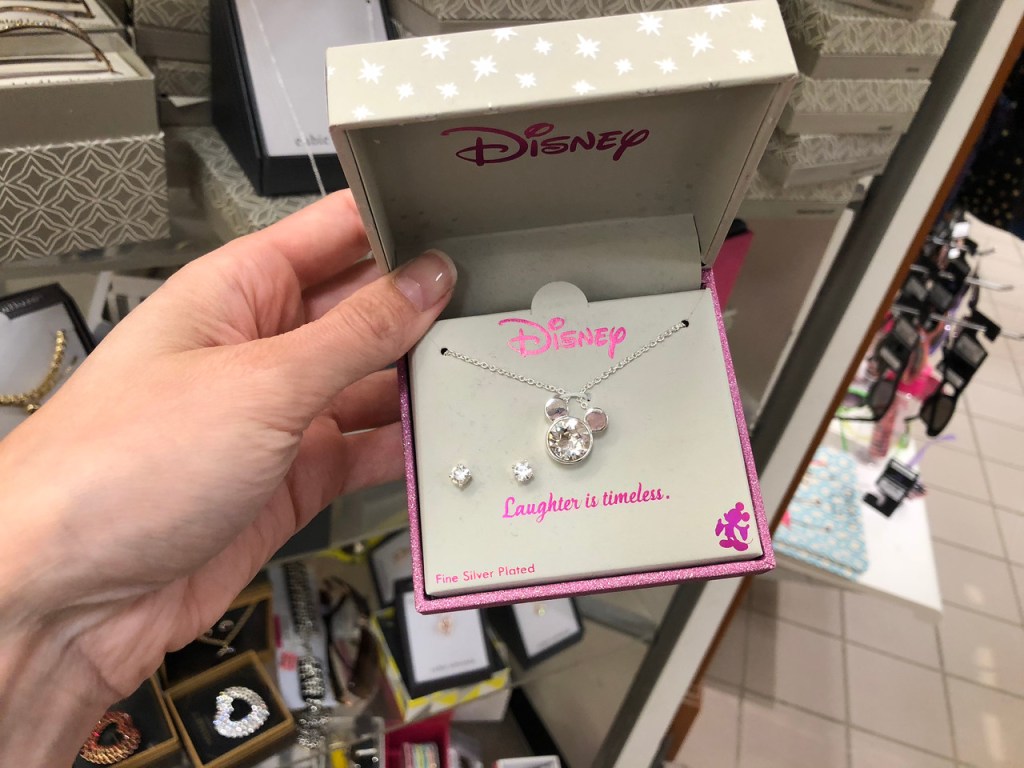 Disney
Disney
Laughter is timeless.
Fine Silver Plated